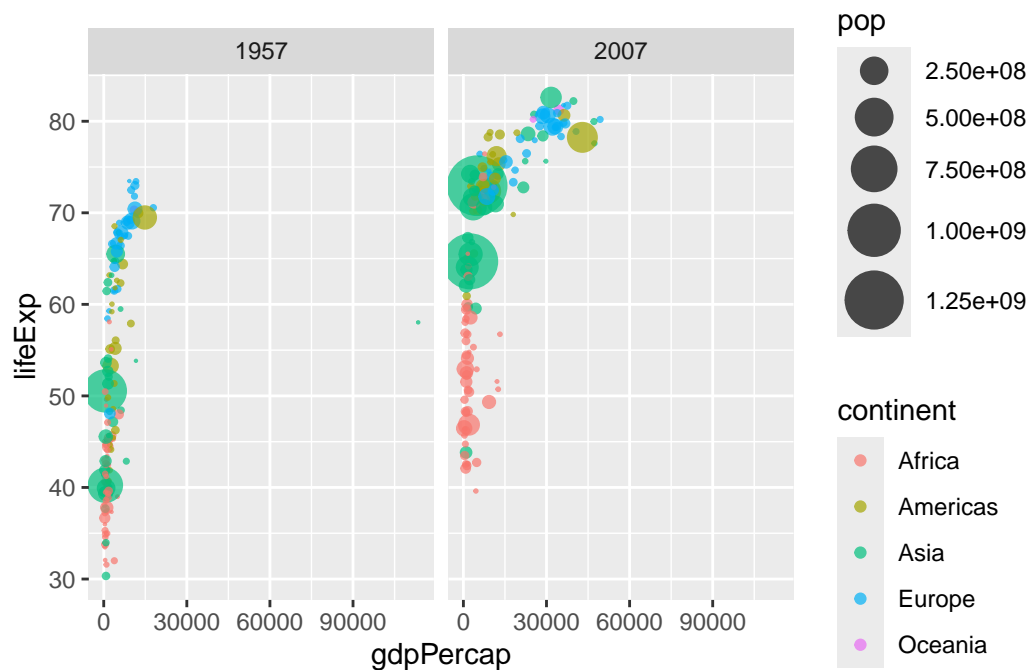 1957
2007
80
70
60
50
40
30
lifeExp
0 30000 60000 90000
0 30000 60000 90000
gdpPercap
pop
2.50e+08
5.00e+08
7.50e+08
1.00e+09
1.25e+09
continent
Africa
Americas
Asia
Europe
Oceania